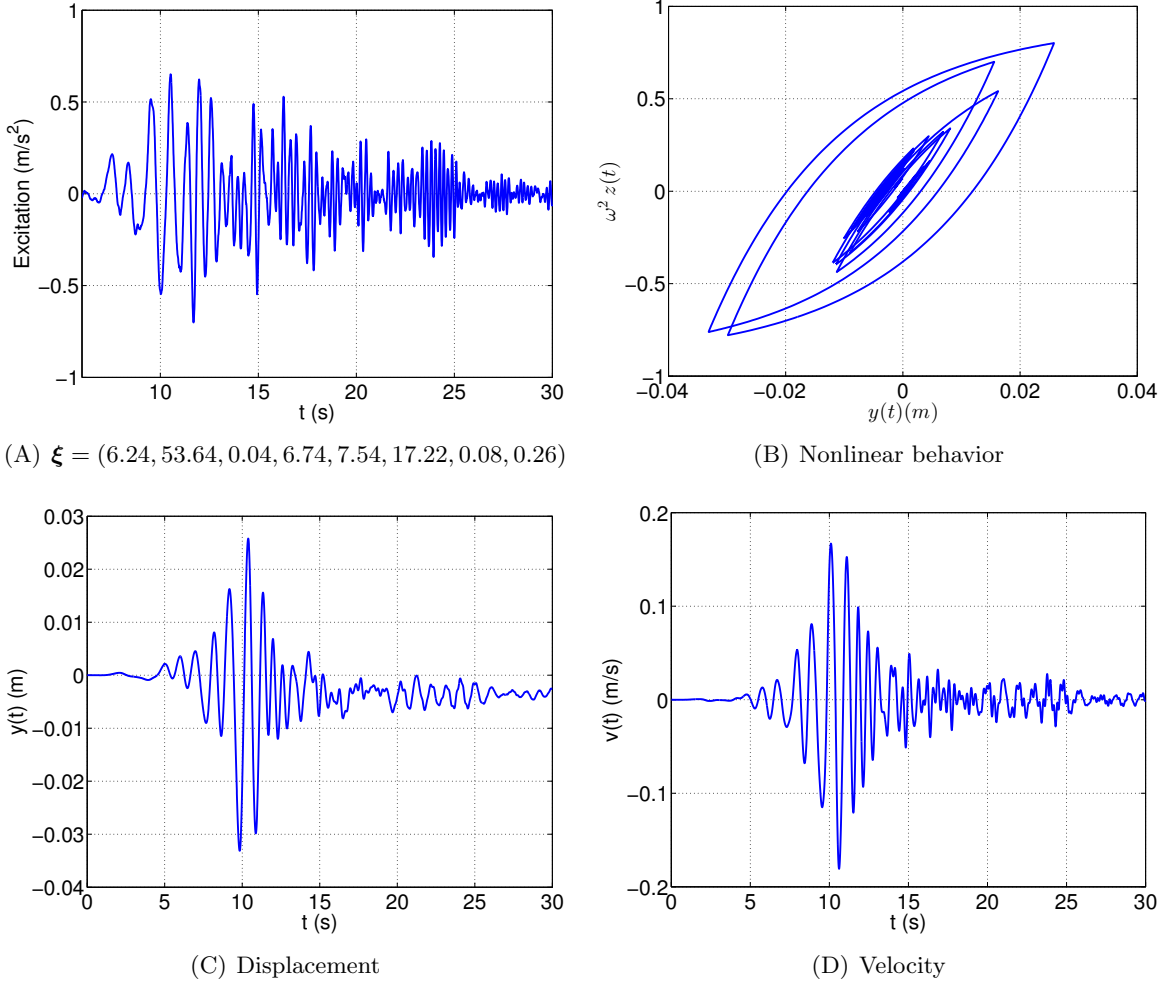 1
0.5
0
−0.5
−1
Excitation (m/s²)
10 15 20 25 30
t (s)
(A) ξ = (6.24, 53.64, 0.04, 6.74, 7.54, 17.22, 0.08, 0.26)
1
0.5
0
−0.5
−1
ω² z(t)
−0.04 −0.02 0 0.02 0.04
y(t)(m)
(B) Nonlinear behavior
0.03
0.02
0.01
0
−0.01
−0.02
−0.03
−0.04
y(t) (m)
0 5 10 15 20 25 30
t (s)
(C) Displacement
0.2
0.1
0
−0.1
−0.2
v(t) (m/s)
0 5 10 15 20 25 30
t (s)
(D) Velocity